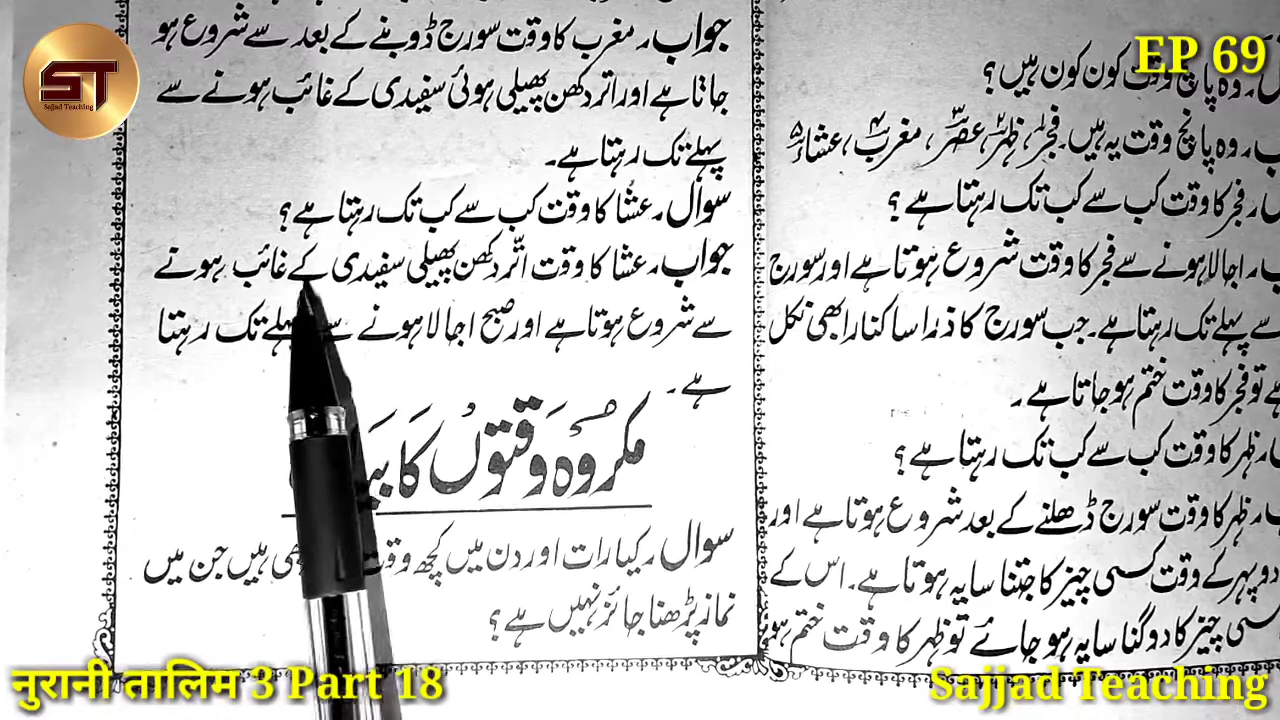 EP 69
ST
Sajjad Teaching
وہ پانچ وقت کون کون ہیں؟
وہ پانچ وقت یہ ہیں۔ فجر، ظہر، عصر، مغرب، عشاء
فجر کا وقت کب سے کب تک رہتا ہے؟
اجالا ہونے سے فجر کا وقت شروع ہوتا ہے اور سورج
سے پہلے تک رہتا ہے۔ جب سورج کا ذرا سا کنارا بھی نکل
ہے تو فجر کا وقت ختم ہو جاتا ہے۔
ظہر کا وقت کب سے کب تک رہتا ہے؟
ظہر کا وقت سورج ڈھلنے کے بعد شروع ہوتا ہے اور
دوپہر کے وقت کسی چیز کا جتنا سایہ ہوتا ہے۔ اس کے
کسی چیز کا دوگنا سایہ ہو جائے تو ظہر کا وقت ختم
جواب۔ مغرب کا وقت سورج ڈوبنے کے بعد سے شروع ہو
جاتا ہے اور اتر دکھن پھیلی ہوئی سفیدی کے غائب ہونے سے
پہلے تک رہتا ہے۔
سوال۔ عشا کا وقت کب سے کب تک رہتا ہے؟
جواب۔ عشا کا وقت اتّر دکھن پھیلی سفیدی کے غائب ہونے
سے شروع ہوتا ہے اور صبح اجالا ہونے سے پہلے تک رہتا
ہے۔
مکروہ وقتوں کا
سوال۔ کیا رات اور دن میں کچھ ہیں جن میں
نماز پڑھنا جائز نہیں ہے؟
नुरानी तालिम 3 Part 18
Sajjad Teaching